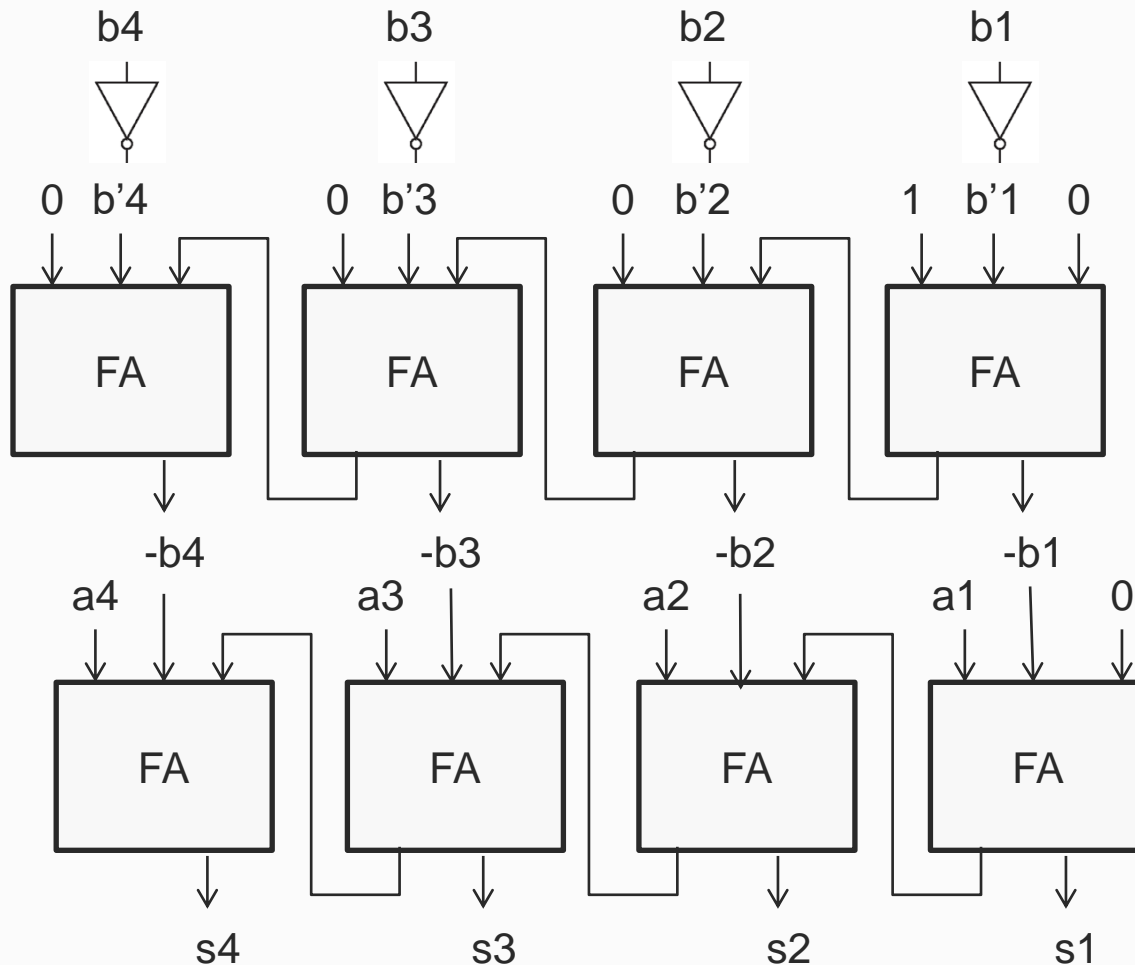 b4 b3 b2 b1
0 b’4 0 b’3 0 b’2 1 b’1 0
FA FA FA FA
-b4 -b3 -b2 -b1
a4 a3 a2 a1 0
FA FA FA FA
s4 s3 s2 s1